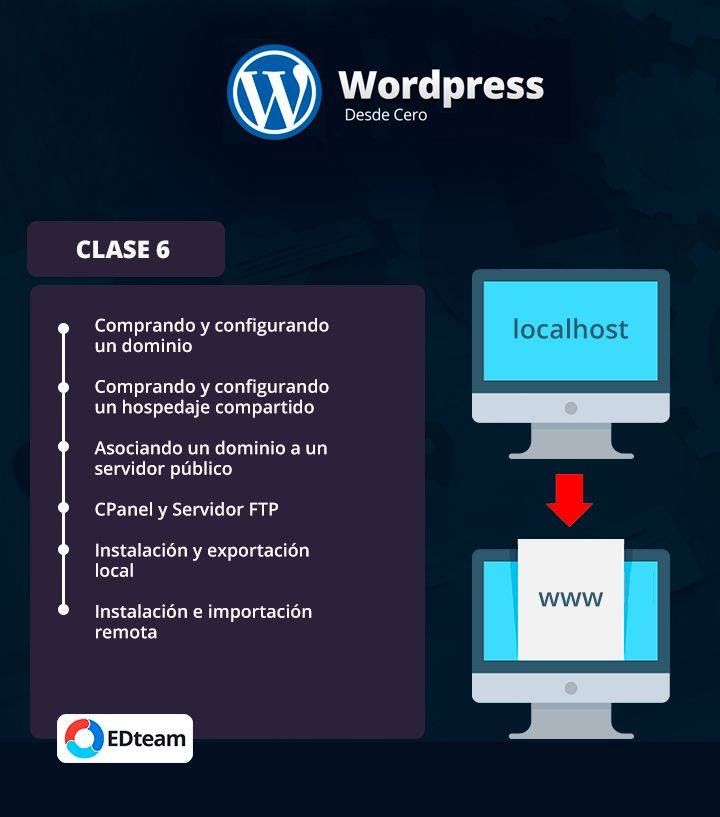 Wordpress
Desde Cero
CLASE 6
Comprando y configurando
un dominio
Comprando y configurando
un hospedaje compartido
Asociando un dominio a un
servidor público
CPanel y Servidor FTP
Instalación y exportación
local
Instalación e importación
remota
localhost
www
EDteam